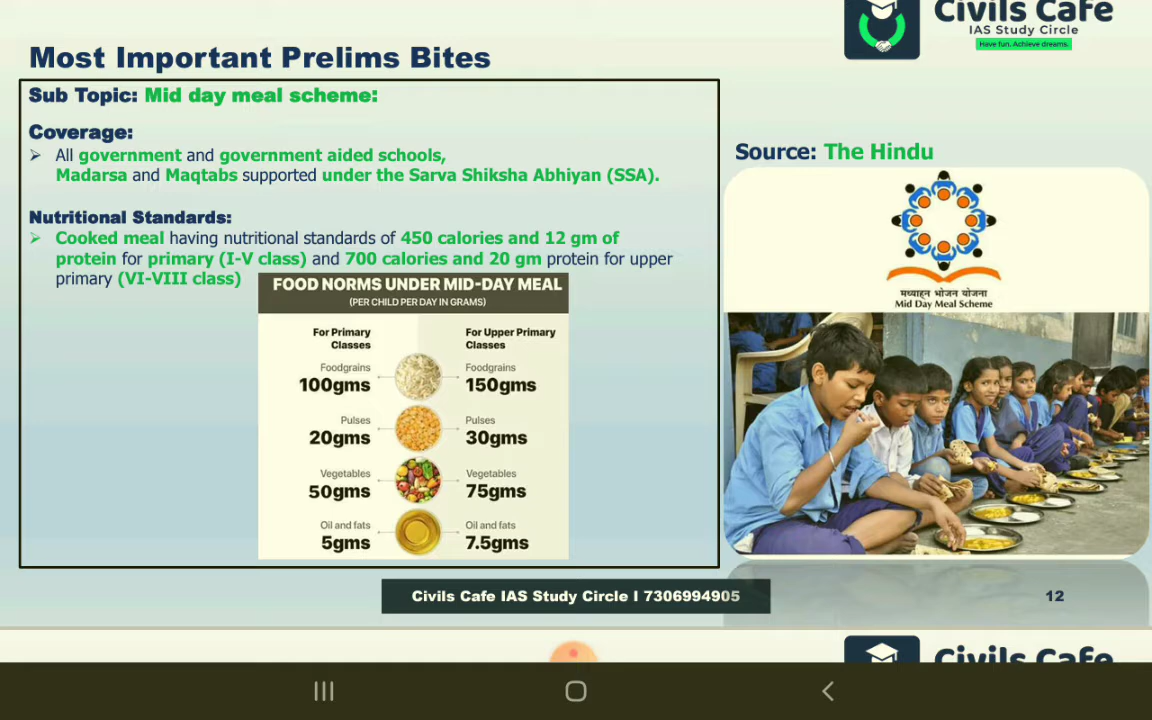 Civils Cafe
IAS Study Circle
Have fun. Achieve dreams.
Most Important Prelims Bites
Sub Topic: Mid day meal scheme:
Coverage:
➢ All government and government aided schools,
Madarsa and Maqtabs supported under the Sarva Shiksha Abhiyan (SSA).
Nutritional Standards:
➢ Cooked meal having nutritional standards of 450 calories and 12 gm of
protein for primary (I-V class) and 700 calories and 20 gm protein for upper
primary (VI-VIII class)
FOOD NORMS UNDER MID-DAY MEAL
(PER CHILD PER DAY IN GRAMS)
For Primary
Classes
Foodgrains
100gms
Pulses
20gms
Vegetables
50gms
Oil and fats
5gms
For Upper Primary
Classes
Foodgrains
150gms
Pulses
30gms
Vegetables
75gms
Oil and fats
7.5gms
Source: The Hindu
मध्याह्न भोजन योजना
Mid Day Meal Scheme
Civils Cafe IAS Study Circle I 7306994905
12
Civils Cafe